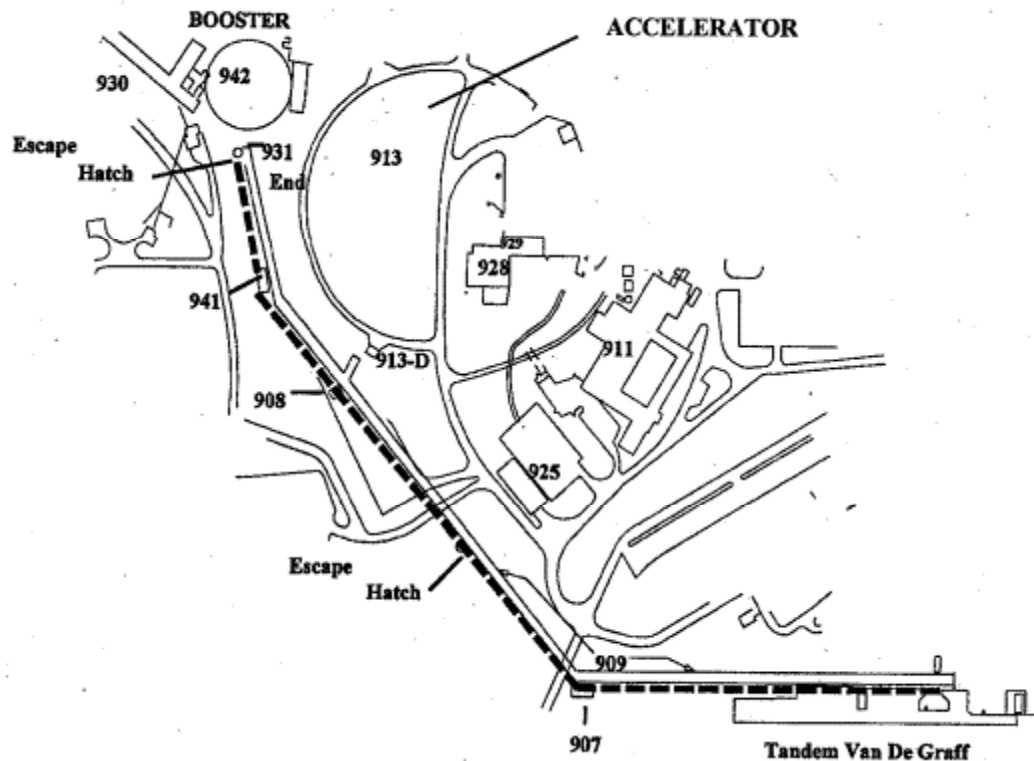 BOOSTER
ACCELERATOR
942
930
913
Escape
Hatch
931
End
929
928
941
913-D
911
908
925
Escape
Hatch
909
907
Tandem Van De Graff